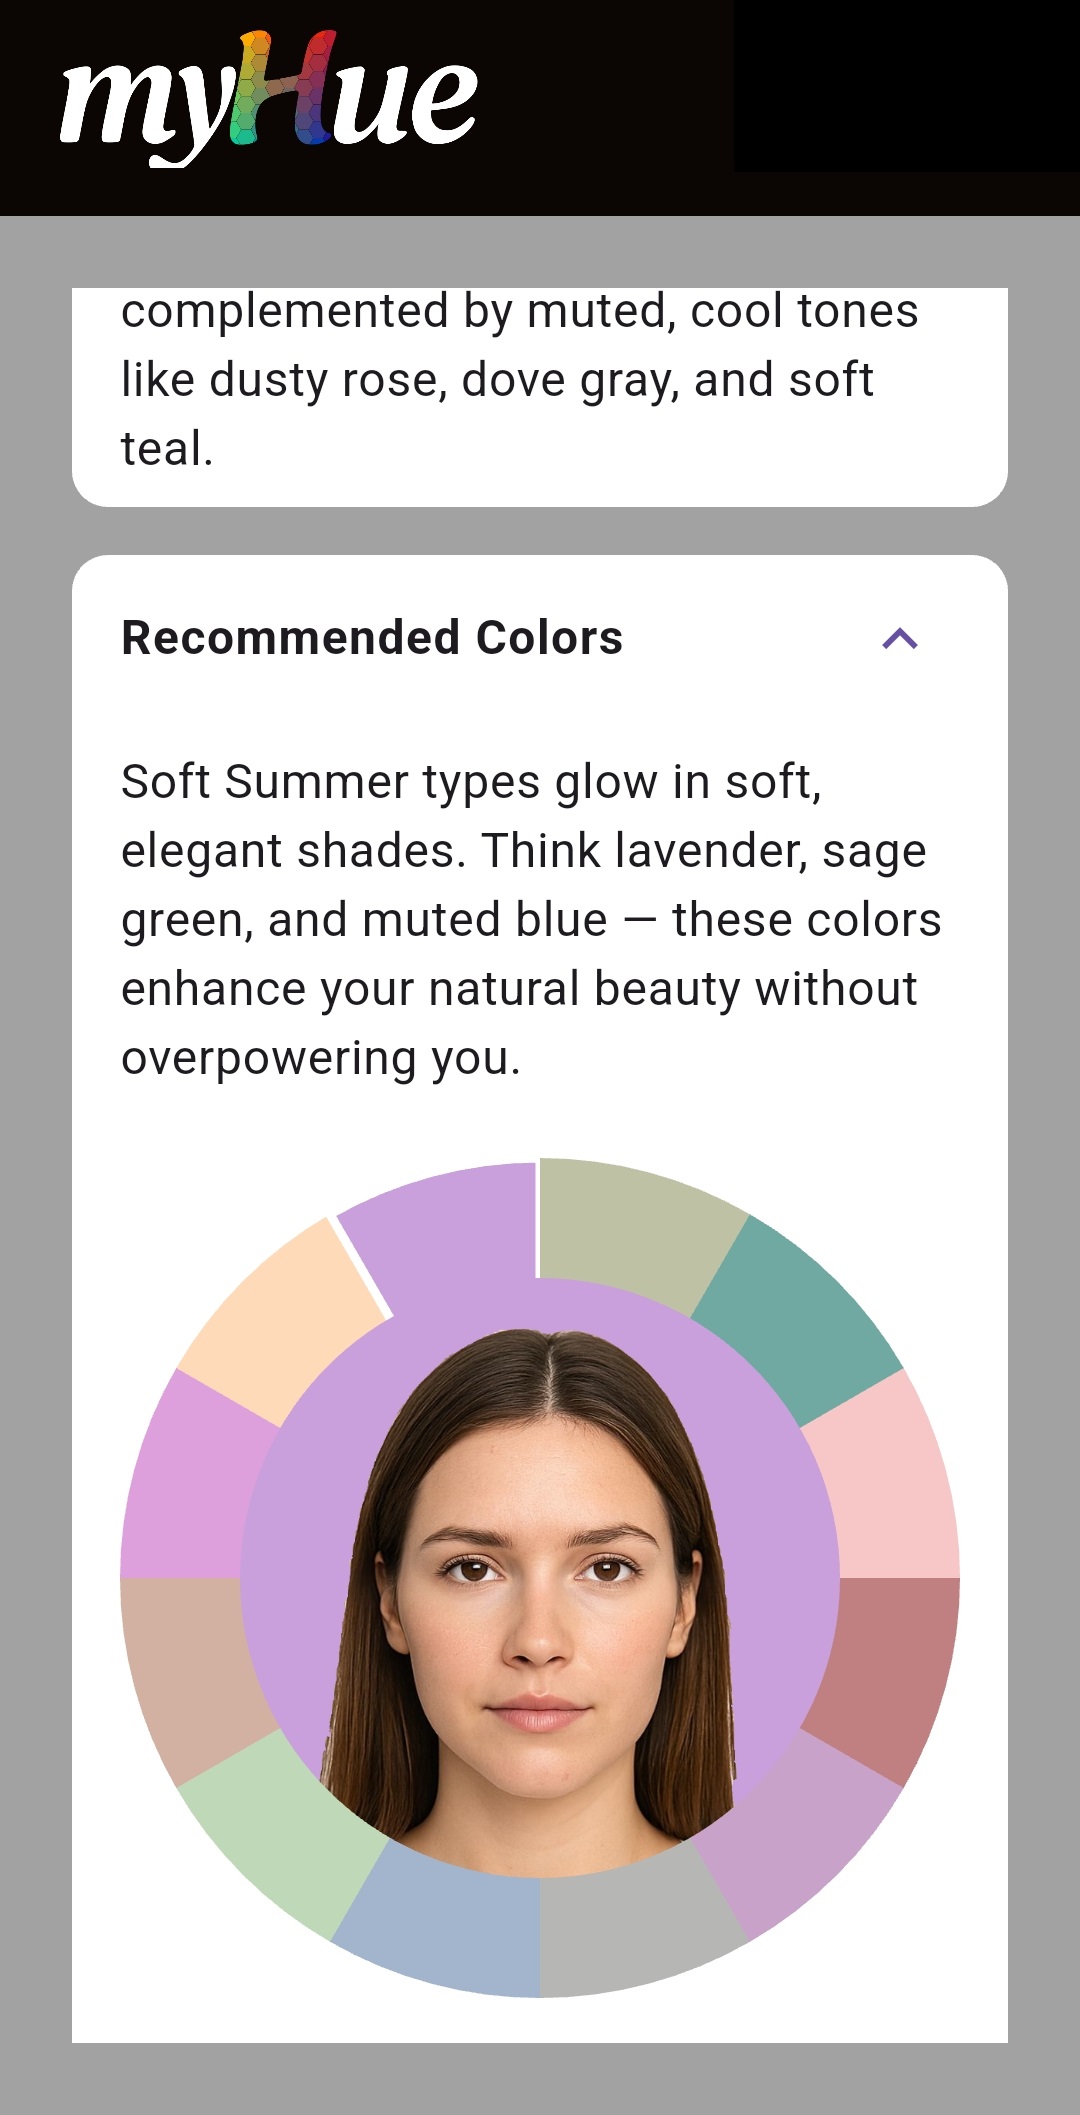 myHue
complemented by muted, cool tones
like dusty rose, dove gray, and soft
teal.
Recommended Colors
Soft Summer types glow in soft,
elegant shades. Think lavender, sage
green, and muted blue — these colors
enhance your natural beauty without
overpowering you.